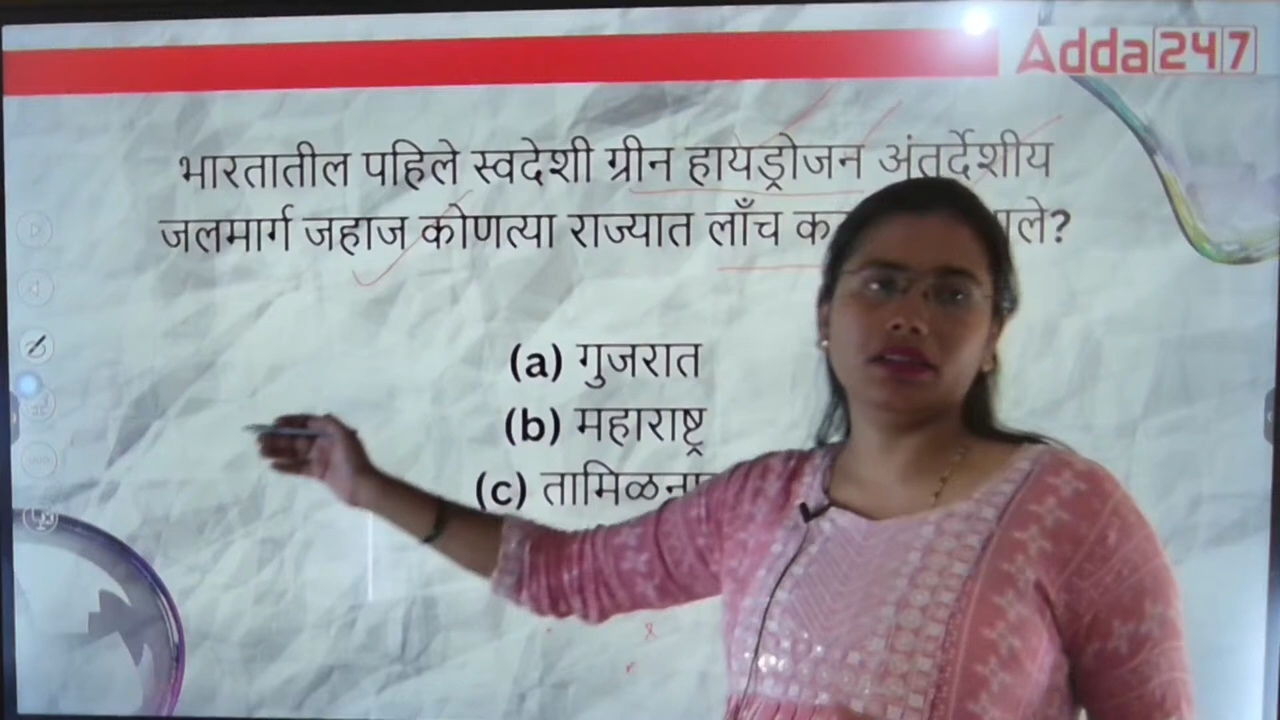 Adda247
भारतातील पहिले स्वदेशी ग्रीन हायड्रोजन अंतर्देशीय
जलमार्ग जहाज कोणत्या राज्यात लाँच
(a) गुजरात
(b) महाराष्ट्र
(c)